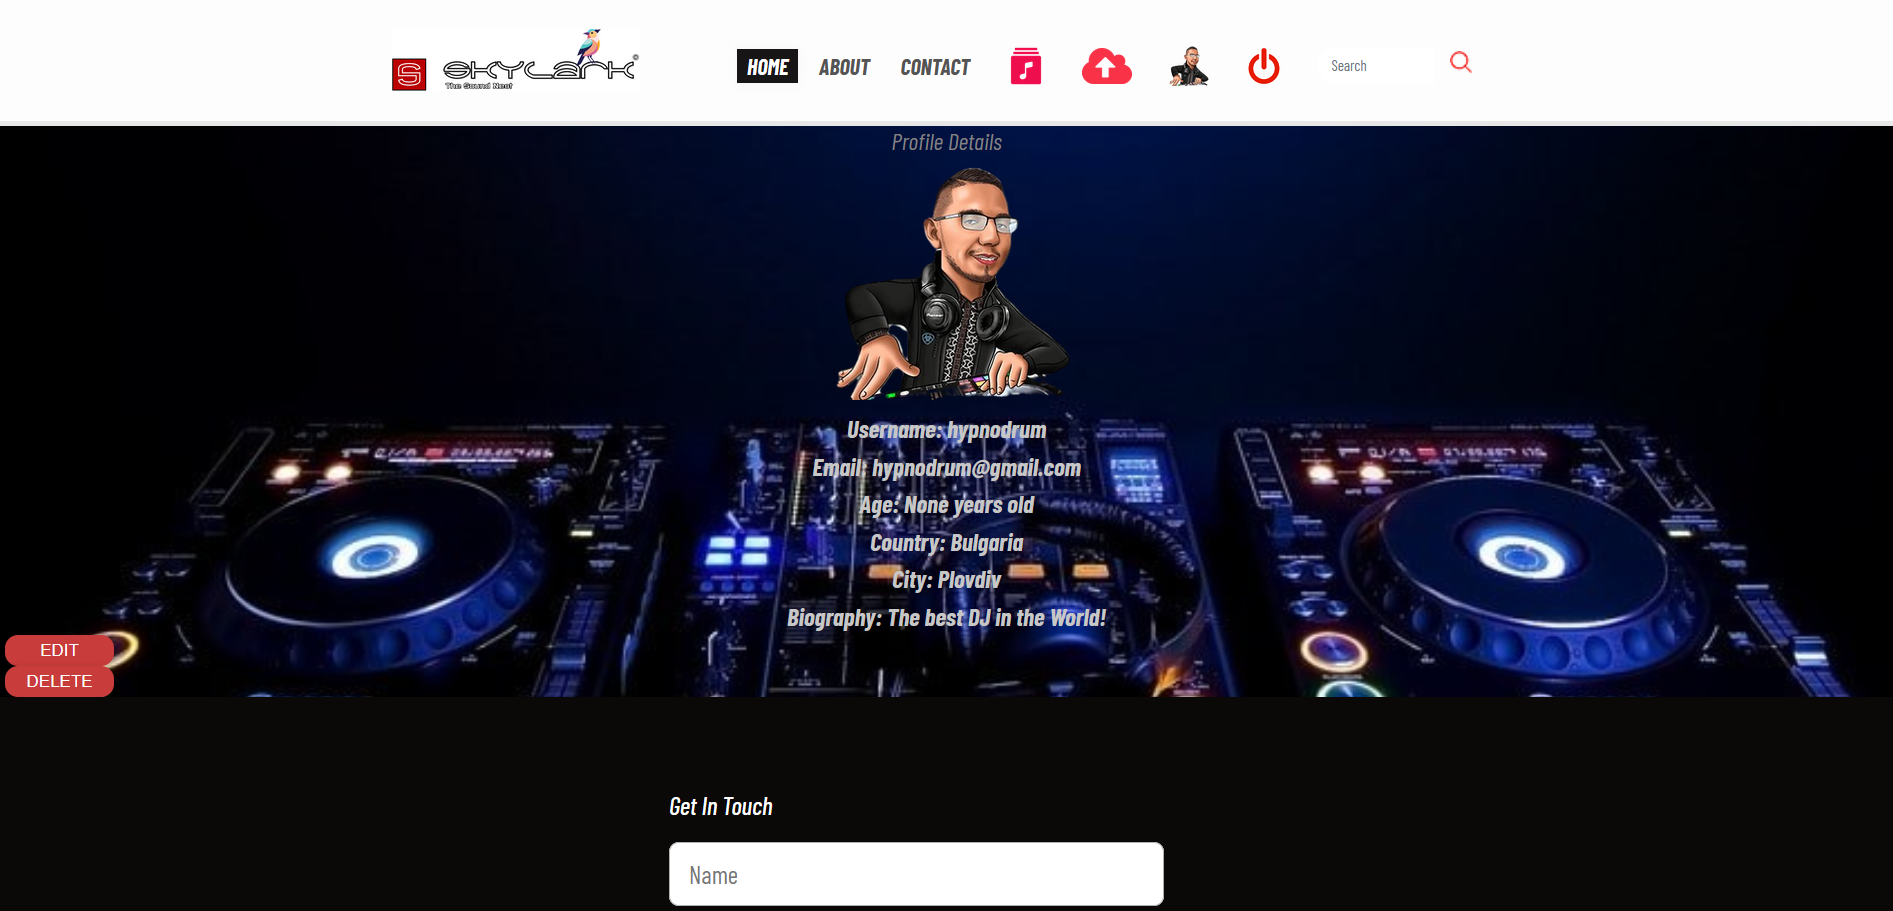 S SKYLARK ©
The Sound Nest
HOME ABOUT CONTACT Search
Profile Details
Username: hypnodrum
Email: hypnodrum@gmail.com
Age: None years old
Country: Bulgaria
City: Plovdiv
Biography: The best DJ in the World!
EDIT
DELETE
Get In Touch
Name